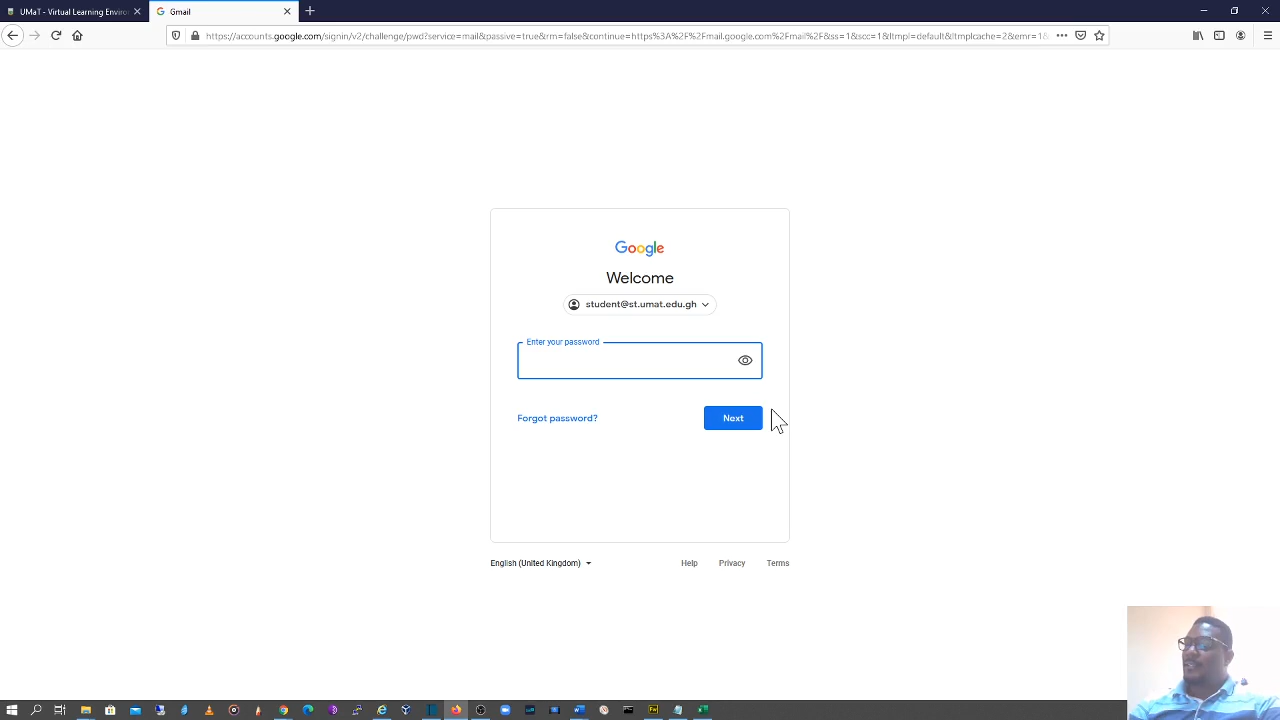 UMaT - Virtual Learning Enviro
Gmail
https://accounts.google.com/signin/v2/challenge/pwd?service=mail&passive=true&rm=false&continue=https%3A%2F%2Fmail.google.com%2Fmail%2F&ss=1&scc=1&ltmpl=default&ltmplcache=2&emr=1&
Google
Welcome
student@st.umat.edu.gh
Enter your password
Forgot password?
Next
English (United Kingdom)
Help
Privacy
Terms